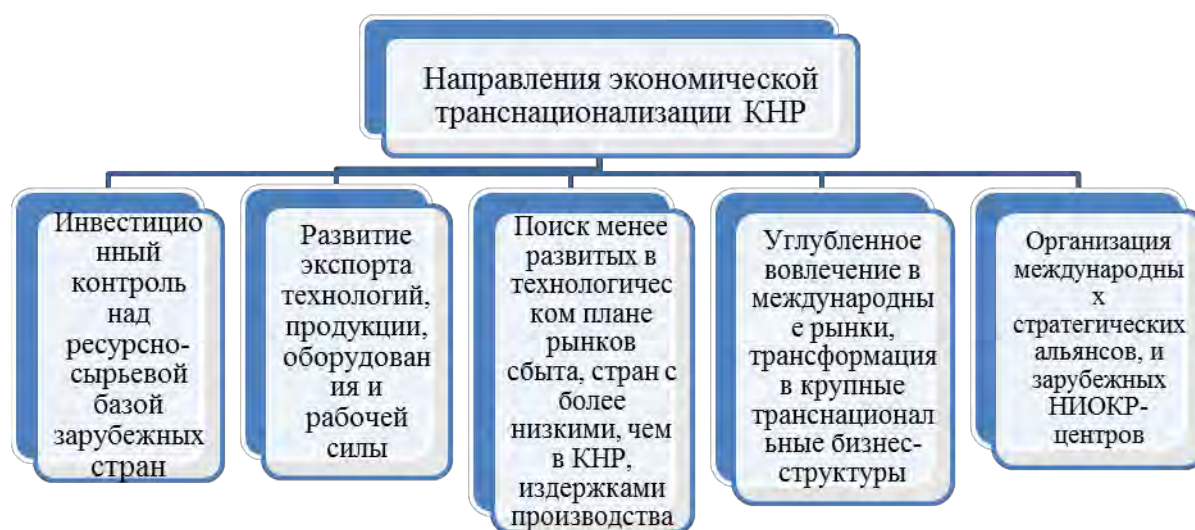 Направления экономической
транснационализации КНР
Инвестицио
нный
контроль
над
ресурсно-
сырьевой
базой
зарубежных
стран
Развитие
экспорта
технологий,
продукции,
оборудован
ия и
рабочей
силы
Поиск менее
развитых в
технологичес
ком плане
рынков
сбыта, стран с
более
низкими, чем
в КНР,
издержками
производства
Углубленное
вовлечение в
международны
е рынки,
трансформация
в крупные
транснационал
ьные бизнес-
структуры
Организация
международны
х
стратегических
альянсов, и
зарубежных
НИОКР-
центров